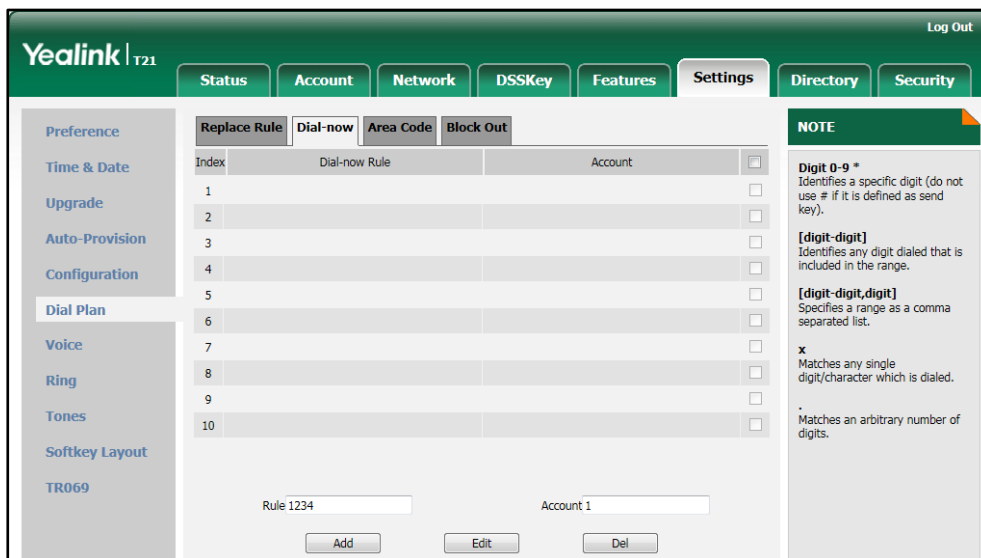 Log Out
Yealink | T21
Status Account Network DSSKey Features Settings Directory Security
Preference
Time & Date
Upgrade
Auto-Provision
Configuration
Dial Plan
Voice
Ring
Tones
Softkey Layout
TR069
Replace Rule Dial-now Area Code Block Out
Index Dial-now Rule Account
1
2
3
4
5
6
7
8
9
10
Rule 1234 Account 1
Add Edit Del
NOTE
Digit 0-9 *
Identifies a specific digit (do not
use # if it is defined as send
key).
[digit-digit]
Identifies any digit dialed that is
included in the range.
[digit-digit,digit]
Specifies a range as a comma
separated list.
x
Matches any single
digit/character which is dialed.
.
Matches an arbitrary number of
digits.